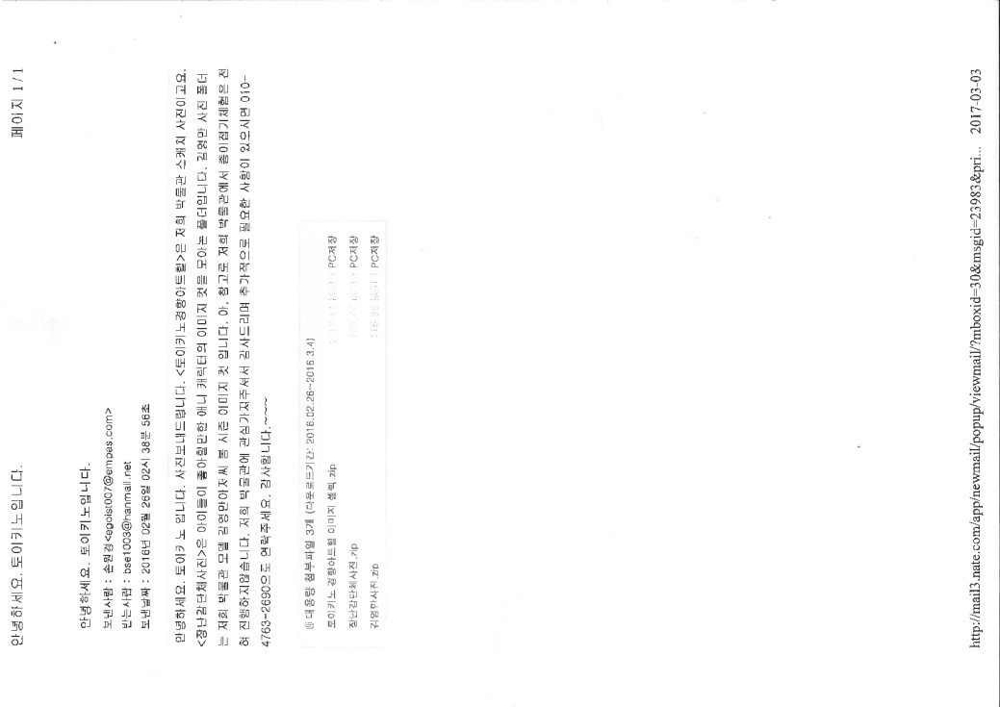 안녕하세요. 토이키노입니다.
페이지 1 / 1
안녕하세요. 토이키노입니다.
보낸사람 : 손원경<egoist007@empas.com>
받는사람 : bse1003@hanmail.net
보낸날짜 : 2016년 02월 26일 02시 38분 56초
안녕하세요. 토이키 노 입니다. 사진보내드립니다. <토이키노경향아트힐>은 저희 박물관 스케치 사진이고요.
<장난감단체사진>은 아이들이 좋아할만한 애니 캐릭터의 이미지 컷을 모아논 폴더입니다. 김영만 사진 폴더
는 저희 박물관 모델 김영만아저씨 봄 시즌 이미지 컷 입니다. 아, 참고로 저희 박물관에서 종이접기체험은 전
혀 진행하지않습니다. 저희 박물관에 관심가져주셔서 감사드리며 추가적으로 필요한 사항이 있으시면 010-
4763-2690으로 연락주세요. 감사합니다.~~~
대용량 첨부파일 3개 (다운로드기간: 2016.02.26~2016.3.4)
토이키노 경향아트힐 이미지 셀렉.zip
PC저장
장난감단체사진.zip
PC저장
김영만사진.zip
PC저장
http://mail3.nate.com/app/newmail/popup/viewmail/?mboxid=30&msgid=23983&pri...
2017-03-03